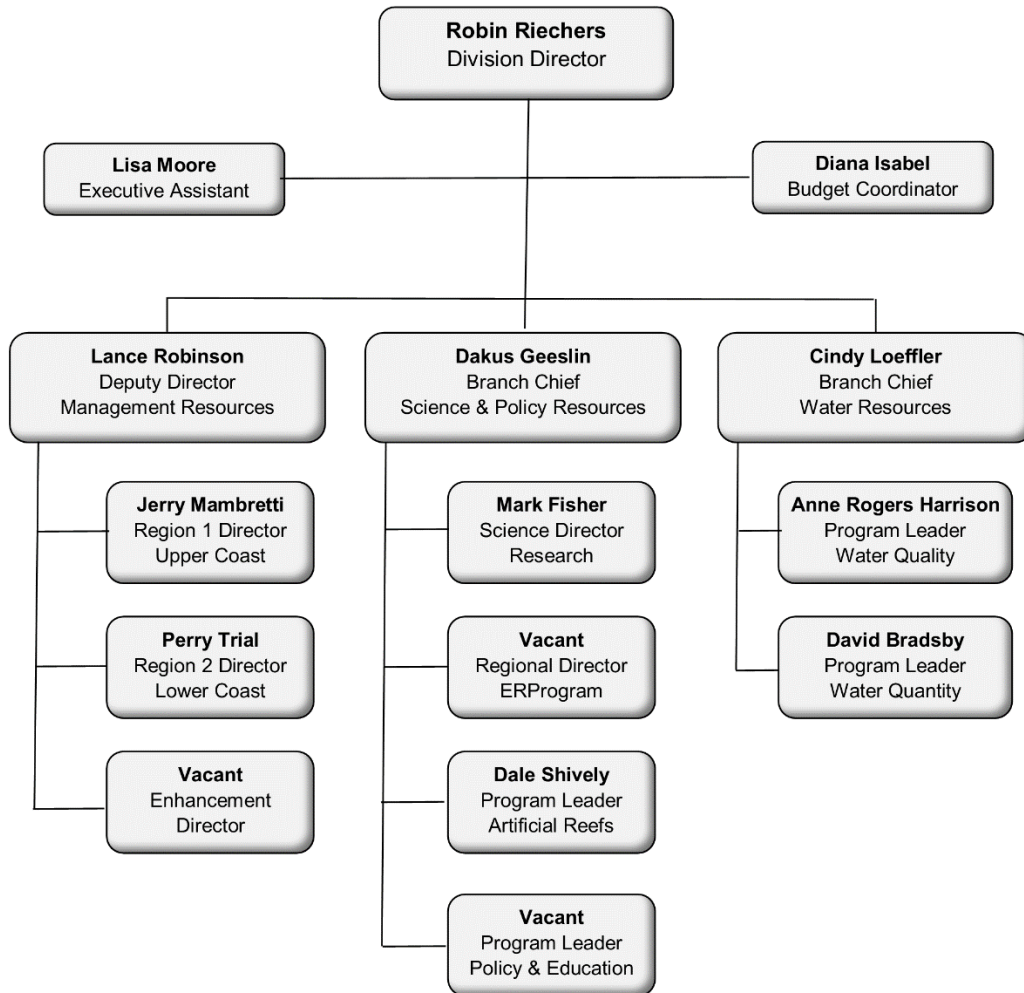 Robin Riechers
Division Director
Lisa Moore
Executive Assistant
Diana Isabel
Budget Coordinator
Lance Robinson
Deputy Director
Management Resources
Dakus Geeslin
Branch Chief
Science & Policy Resources
Cindy Loeffler
Branch Chief
Water Resources
Jerry Mambretti
Region 1 Director
Upper Coast
Perry Trial
Region 2 Director
Lower Coast
Vacant
Enhancement
Director
Mark Fisher
Science Director
Research
Vacant
Regional Director
ERProgram
Dale Shively
Program Leader
Artificial Reefs
Vacant
Program Leader
Policy & Education
Anne Rogers Harrison
Program Leader
Water Quality
David Bradsby
Program Leader
Water Quantity